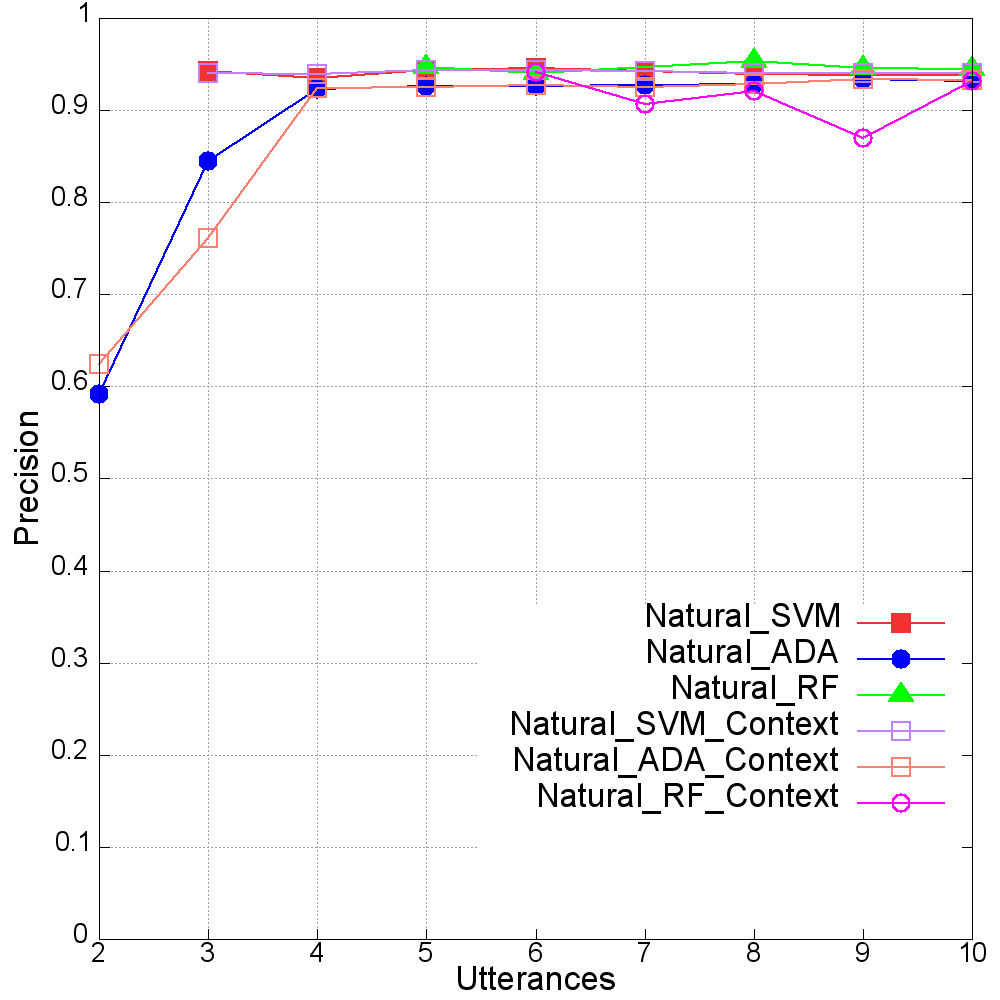 1
0.9
0.8
0.7
0.6
0.5
0.4
0.3
0.2
0.1
0
Precision
Natural_SVM
Natural_ADA
Natural_RF
Natural_SVM_Context
Natural_ADA_Context
Natural_RF_Context
2 3 4 5 6 7 8 9 10
Utterances